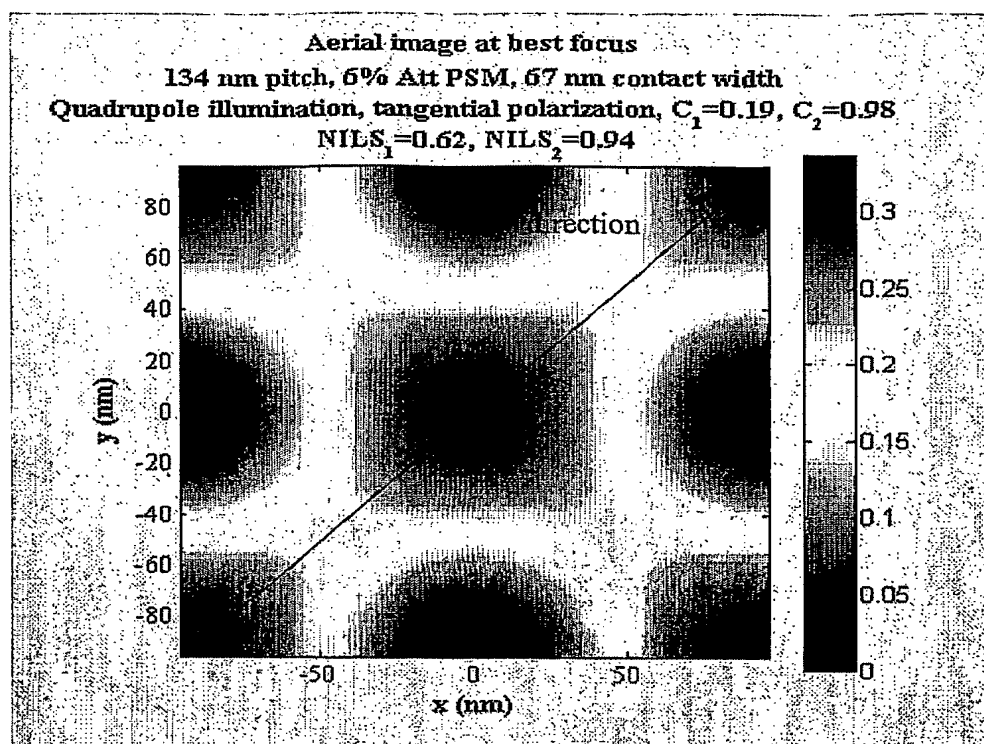 Aerial image at best focus
134 nm pitch, 6% Att PSM, 67 nm contact width
Quadrupole illumination, tangential polarization, C₁=0.19, C₂=0.98
NILS₁=0.62, NILS₂=0.94
direction
80
60
40
20
0
-20
-40
-60
-80
y (nm)
-50
0
50
x (nm)
0.3
0.25
0.2
0.15
0.1
0.05
0